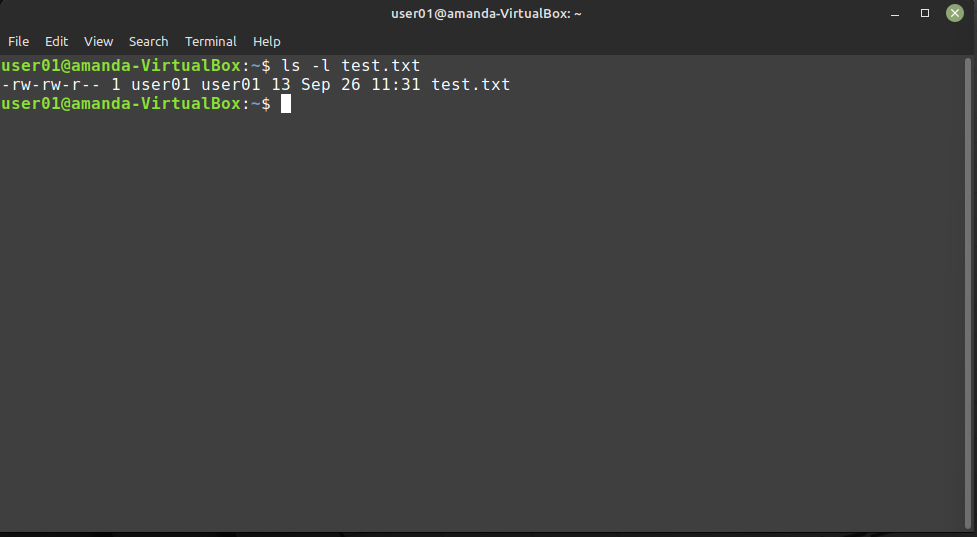 user01@amanda-VirtualBox: ~
File Edit View Search Terminal Help
user01@amanda-VirtualBox:~$ ls -l test.txt
-rw-rw-r-- 1 user01 user01 13 Sep 26 11:31 test.txt
user01@amanda-VirtualBox:~$